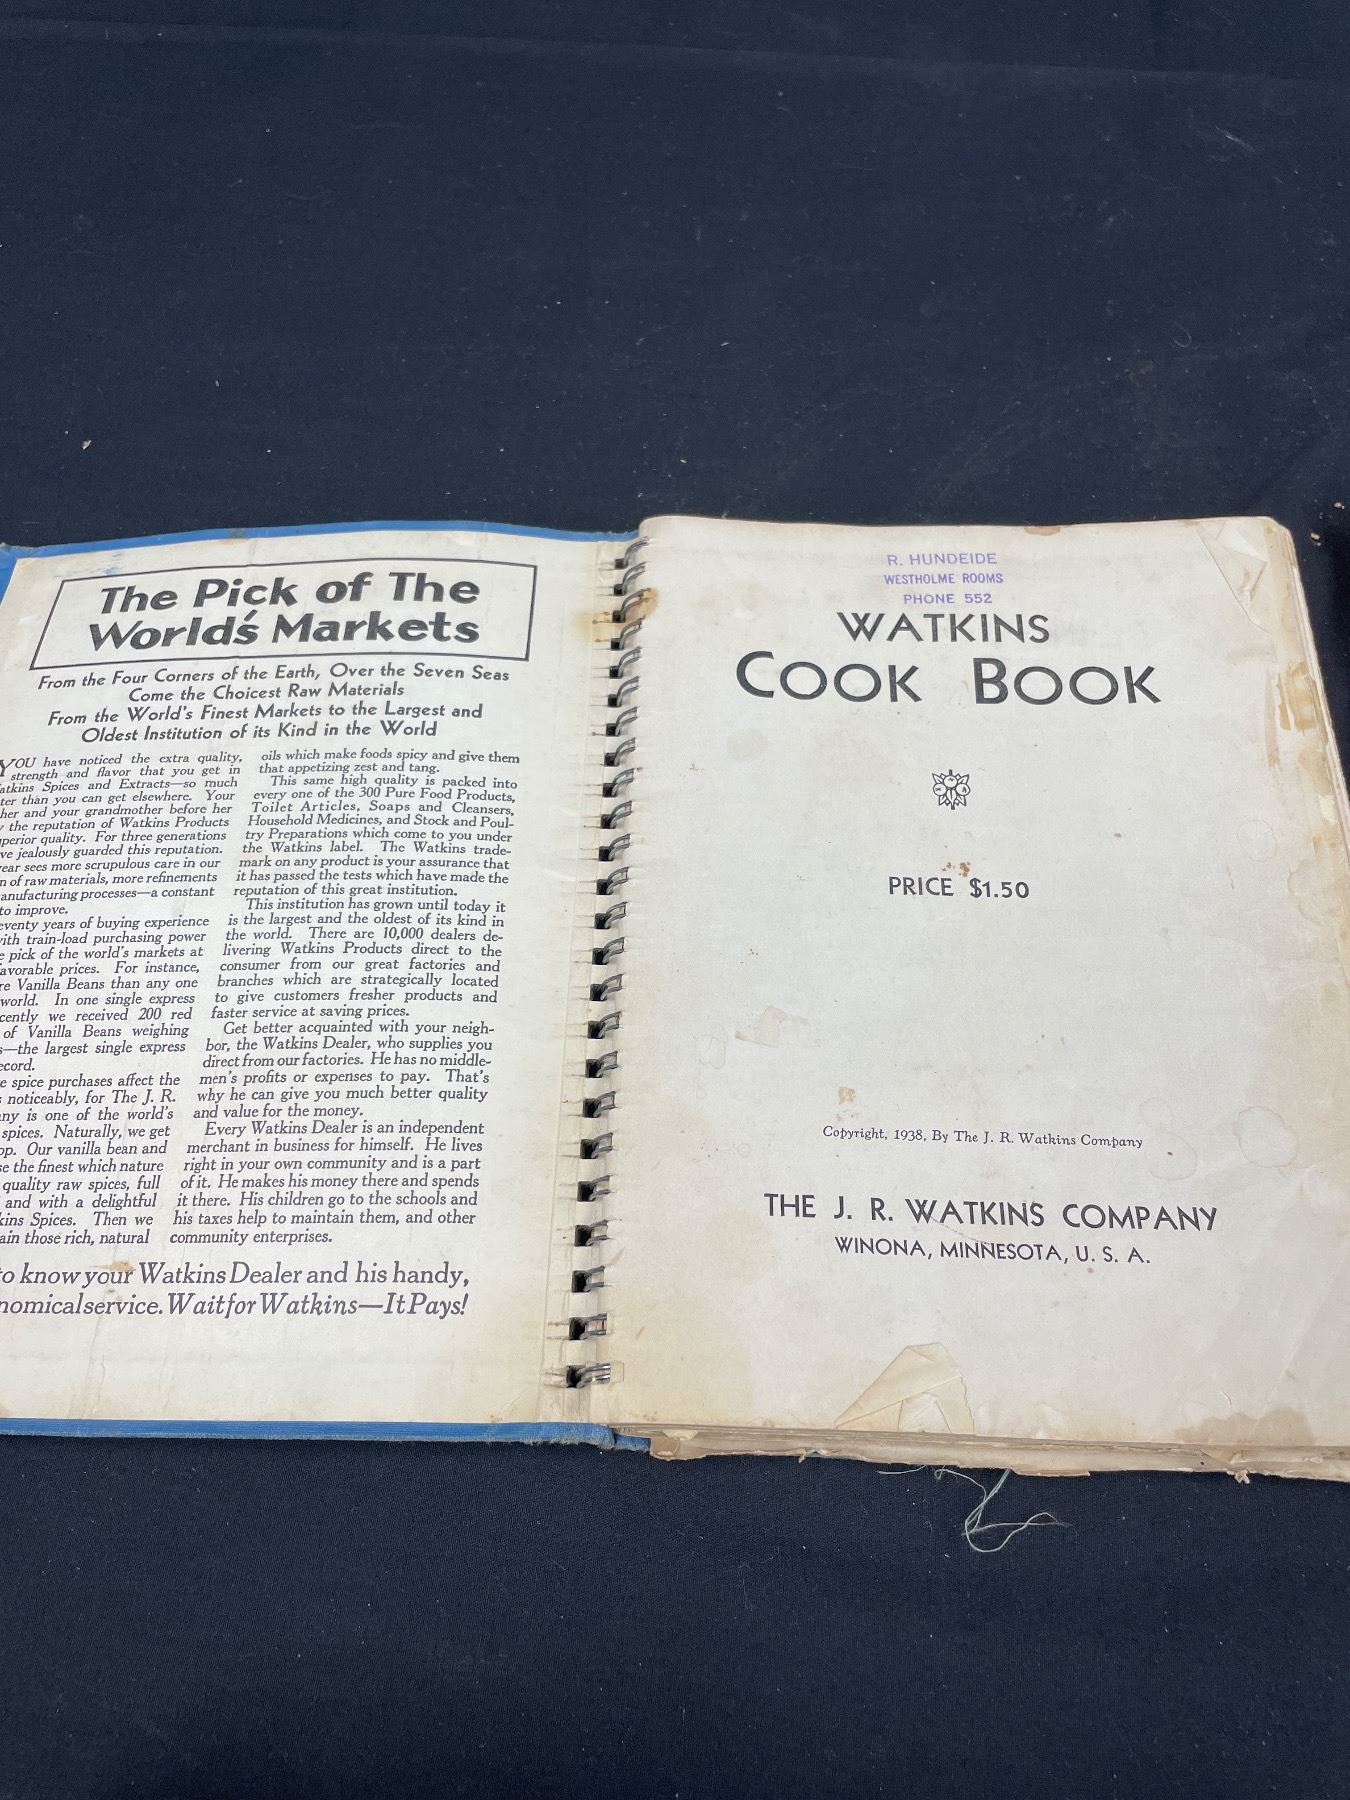 The Pick of The
World's Markets
From the Four Corners of the Earth, Over the Seven Seas
Come the Choicest Raw Materials
From the World's Finest Markets to the Largest and
Oldest Institution of its Kind in the World
YOU have noticed the extra quality,
strength and flavor that you get in
atkins Spices and Extracts—so much
ter than you can get elsewhere. Your
her and your grandmother before her
the reputation of Watkins Products
perior quality. For three generations
ve jealously guarded this reputation.
ear sees more scrupulous care in our
n of raw materials, more refinements
anufacturing processes—a constant
to improve.
eventy years of buying experience
ith train-load purchasing power
e pick of the world's markets at
avorable prices. For instance,
re Vanilla Beans than any one
world. In one single express
cently we received 200 red
of Vanilla Beans weighing
s—the largest single express
ecord.
e spice purchases affect the
s noticeably, for The J. R.
any is one of the world's
spices. Naturally, we get
op. Our vanilla bean and
se the finest which nature
quality raw spices, full
and with a delightful
kins Spices. Then we
ain those rich, natural
oils which make foods spicy and give them
that appetizing zest and tang.
This same high quality is packed into
every one of the 300 Pure Food Products,
Toilet Articles, Soaps and Cleansers,
Household Medicines, and Stock and Poul-
try Preparations which come to you under
the Watkins label. The Watkins trade-
mark on any product is your assurance that
it has passed the tests which have made the
reputation of this great institution.
This institution has grown until today it
is the largest and the oldest of its kind in
the world. There are 10,000 dealers de-
livering Watkins Products direct to the
consumer from our great factories and
branches which are strategically located
to give customers fresher products and
faster service at saving prices.
Get better acquainted with your neigh-
bor, the Watkins Dealer, who supplies you
direct from our factories. He has no middle-
men's profits or expenses to pay. That's
why he can give you much better quality
and value for the money.
Every Watkins Dealer is an independent
merchant in business for himself. He lives
right in your own community and is a part
of it. He makes his money there and spends
it there. His children go to the schools and
his taxes help to maintain them, and other
community enterprises.
to know your Watkins Dealer and his handy,
nomical service. Wait for Watkins—It Pays!
R. HUNDEIDE
WESTHOLME ROOMS
PHONE 552
WATKINS
COOK BOOK
PRICE $1.50
Copyright, 1938, By The J. R. Watkins Company
THE J. R. WATKINS COMPANY
WINONA, MINNESOTA, U. S. A.